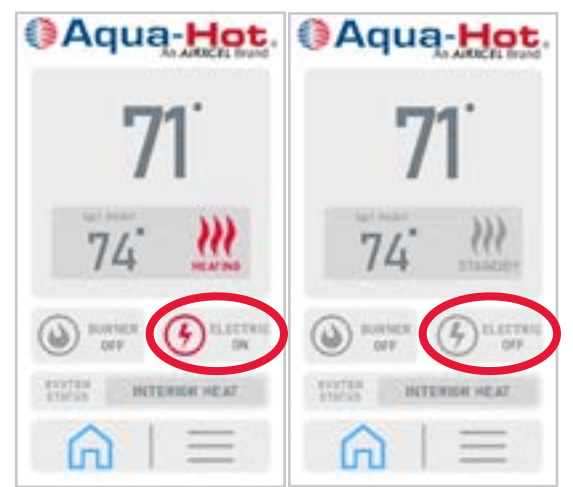 Aqua-Hot.
An AIRXCEL Brand
71°
SET POINT
74°
HEATING
BURNER
OFF
ELECTRIC
ON
SYSTEM
STATUS
INTERIOR HEAT
Aqua-Hot.
An AIRXCEL Brand
71°
SET POINT
74°
STANDBY
BURNER
OFF
ELECTRIC
OFF
SYSTEM
STATUS
INTERIOR HEAT